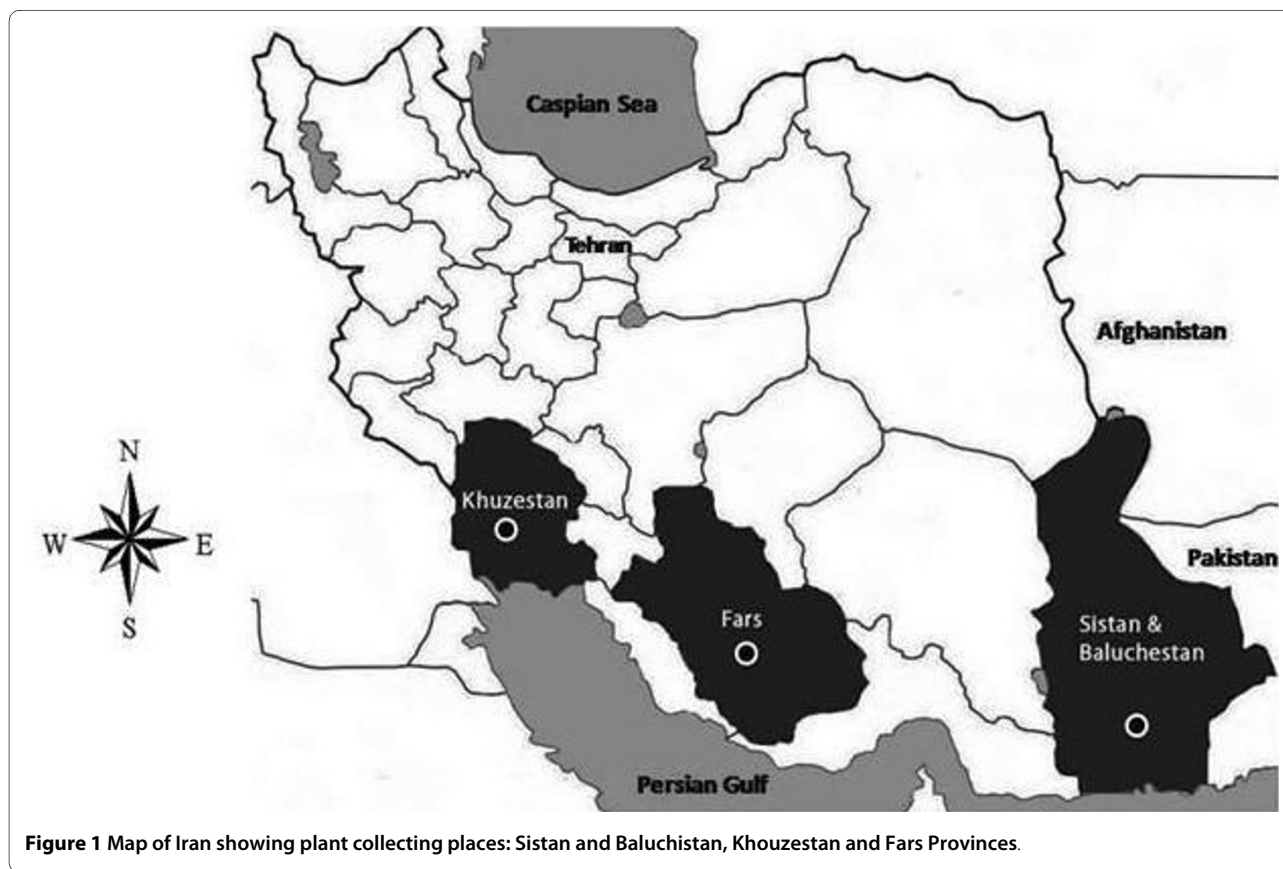 Caspian Sea
Tehran
Afghanistan
N
Khuzestan
W
E
Pakistan
S
Fars
Sistan &
Baluchestan
Persian Gulf
Figure 1 Map of Iran showing plant collecting places: Sistan and Baluchistan, Khouzestan and Fars Provinces.